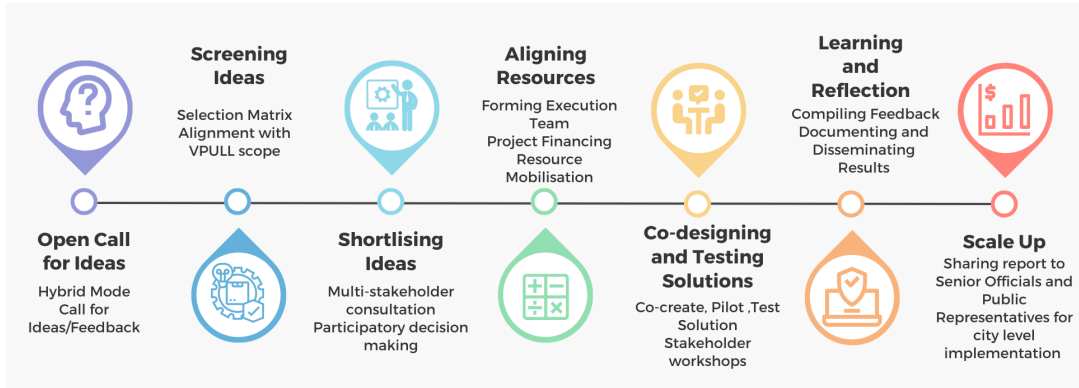 Open Call
for Ideas
Hybrid Mode
Call for
Ideas/Feedback
Screening
Ideas
Selection Matrix
Alignment with
VPULL scope
Shortlising
Ideas
Multi-stakeholder
consultation
Participatory decision
making
Aligning
Resources
Forming Execution
Team
Project Financing
Resource
Mobilisation
Co-designing
and Testing
Solutions
Co-create, Pilot ,Test
Solution
Stakeholder
workshops
Learning
and
Reflection
Compiling Feedback
Documenting and
Disseminating
Results
$
Scale Up
Sharing report to
Senior Officials and
Public
Representatives for
city level
implementation